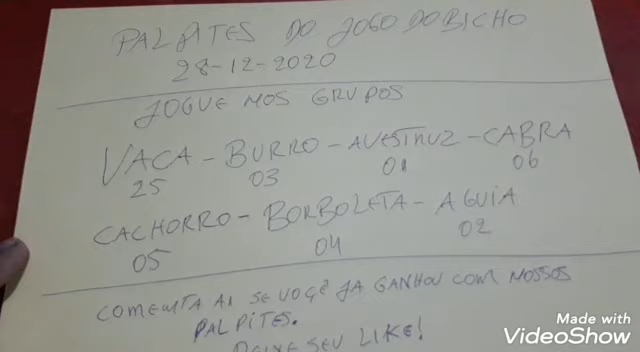 PALPITES DO JOGO DO BICHO
28-12-2020
JOGUE NOS GRUPOS
VACA - BURRO - AVESTRUZ - CABRA
25 03 01 06
CACHORRO - BORBOLETA - AGUIA
05 04 02
COMENTA AI SE VOÇÊ JA GANHOU COM NOSSOS
PALPITES.
DEIXE SEU LIKE!
Made with
VideoShow